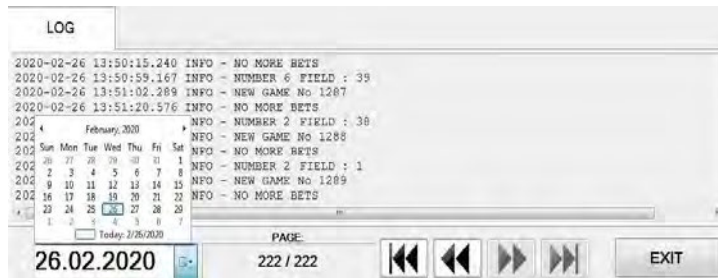 LOG
2020-02-26 13:50:15.240 INFO - NO MORE BETS
2020-02-26 13:50:59.167 INFO - NUMBER 6 FIELD : 39
2020-02-26 13:51:02.289 INFO - NEW GAME No 1287
2020-02-26 13:51:20.576 INFO - NO MORE BETS
202 NFO - NUMBER 2 FIELD : 38
202 NFO - NEW GAME No 1288
202 NFO - NO MORE BETS
202 NFO - NUMBER 2 FIELD : 1
202 NFO - NEW GAME No 1289
202 NFO - NO MORE BETS
February, 2020
Sun Mon Tue Wed Thu Fri Sat
26 27 28 29 30 31 1
2 3 4 5 6 7 8
9 10 11 12 13 14 15
16 17 18 19 20 21 22
23 24 25 26 27 28 29
1 2 3 4 5 6 7
Today: 2/26/2020
26.02.2020
PAGE:
222 / 222
EXIT